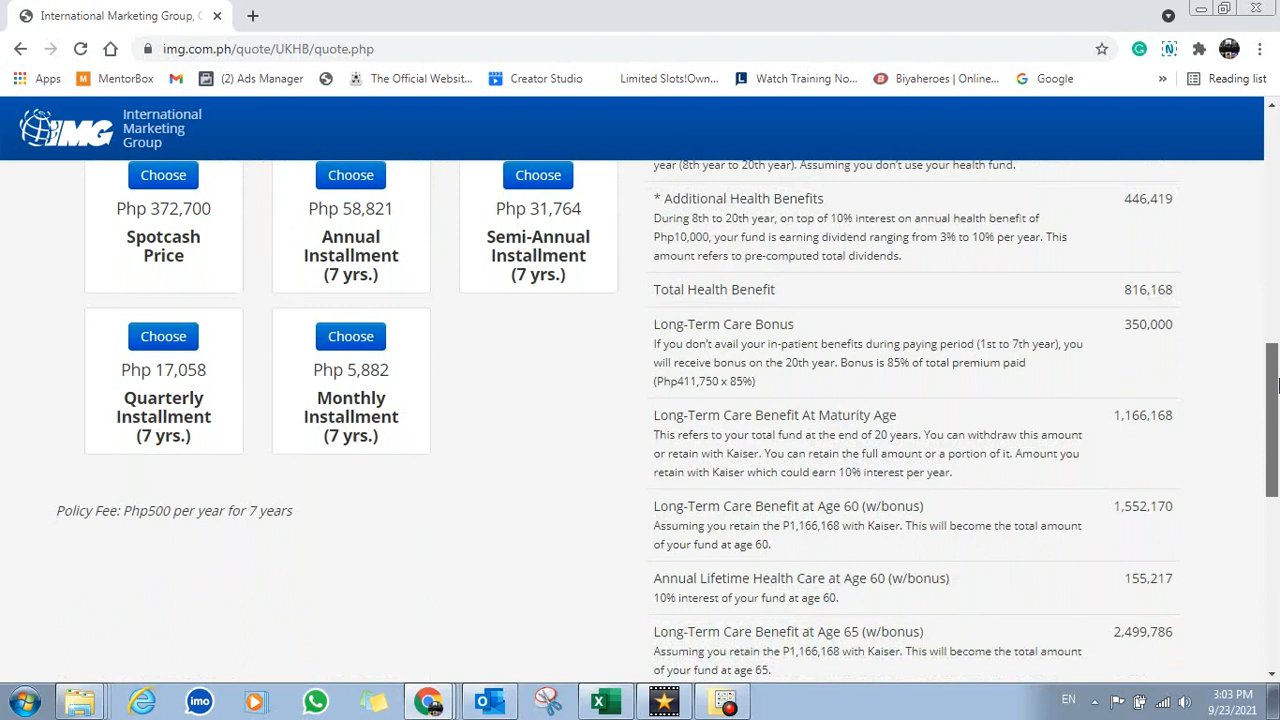 International Marketing Group, C
img.com.ph/quote/UKHB/quote.php
Apps
MentorBox
(2) Ads Manager
The Official Websit...
Creator Studio
Limited Slots!Own...
Watch Training No...
Biyaheroes | Online...
Google
»
Reading list
IMG
International
Marketing
Group
Choose
Php 372,700
Spotcash
Price
Choose
Php 58,821
Annual
Installment
(7 yrs.)
Choose
Php 31,764
Semi-Annual
Installment
(7 yrs.)
Choose
Php 17,058
Quarterly
Installment
(7 yrs.)
Choose
Php 5,882
Monthly
Installment
(7 yrs.)
Policy Fee: Php500 per year for 7 years
year (8th year to 20th year). Assuming you don't use your health fund.
* Additional Health Benefits 446,419
During 8th to 20th year, on top of 10% interest on annual health benefit of
Php10,000, your fund is earning dividend ranging from 3% to 10% per year. This
amount refers to pre-computed total dividends.
Total Health Benefit 816,168
Long-Term Care Bonus 350,000
If you don't avail your in-patient benefits during paying period (1st to 7th year), you
will receive bonus on the 20th year. Bonus is 85% of total premium paid
(Php411,750 x 85%)
Long-Term Care Benefit At Maturity Age 1,166,168
This refers to your total fund at the end of 20 years. You can withdraw this amount
or retain with Kaiser. You can retain the full amount or a portion of it. Amount you
retain with Kaiser which could earn 10% interest per year.
Long-Term Care Benefit at Age 60 (w/bonus) 1,552,170
Assuming you retain the P1,166,168 with Kaiser. This will become the total amount
of your fund at age 60.
Annual Lifetime Health Care at Age 60 (w/bonus) 155,217
10% interest of your fund at age 60.
Long-Term Care Benefit at Age 65 (w/bonus) 2,499,786
Assuming you retain the P1,166,168 with Kaiser. This will become the total amount
of your fund at age 65.
imo
EN
3:03 PM
9/23/2021